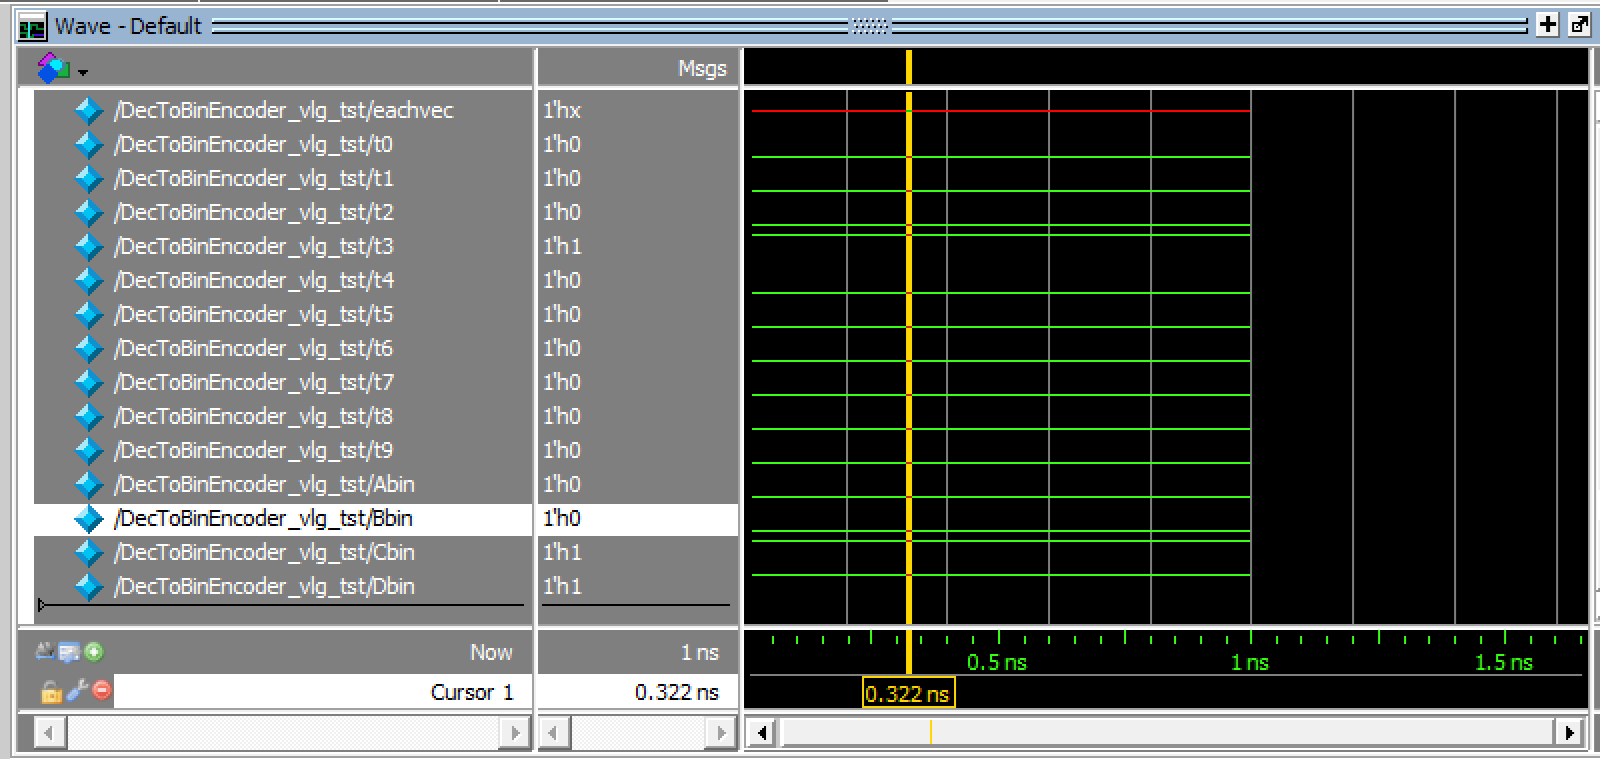 Wave - Default
Msgs
/DecToBinEncoder_vlg_tst/eachvec 1'hx
/DecToBinEncoder_vlg_tst/t0 1'h0
/DecToBinEncoder_vlg_tst/t1 1'h0
/DecToBinEncoder_vlg_tst/t2 1'h0
/DecToBinEncoder_vlg_tst/t3 1'h1
/DecToBinEncoder_vlg_tst/t4 1'h0
/DecToBinEncoder_vlg_tst/t5 1'h0
/DecToBinEncoder_vlg_tst/t6 1'h0
/DecToBinEncoder_vlg_tst/t7 1'h0
/DecToBinEncoder_vlg_tst/t8 1'h0
/DecToBinEncoder_vlg_tst/t9 1'h0
/DecToBinEncoder_vlg_tst/Abin 1'h0
/DecToBinEncoder_vlg_tst/Bbin 1'h0
/DecToBinEncoder_vlg_tst/Cbin 1'h1
/DecToBinEncoder_vlg_tst/Dbin 1'h1
Now 1 ns 0.5 ns 1 ns 1.5 ns
Cursor 1 0.322 ns 0.322 ns